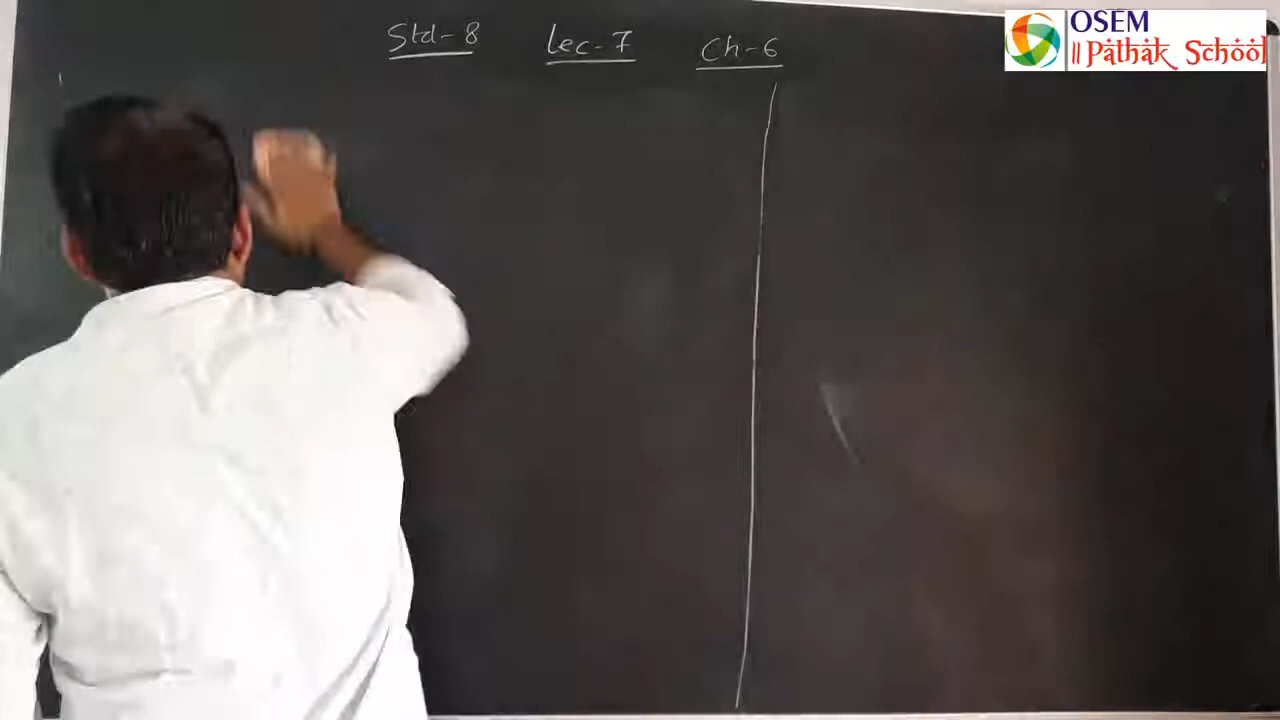 Std-8 Lec-7 Ch-6
OSEM
॥ Pathak School